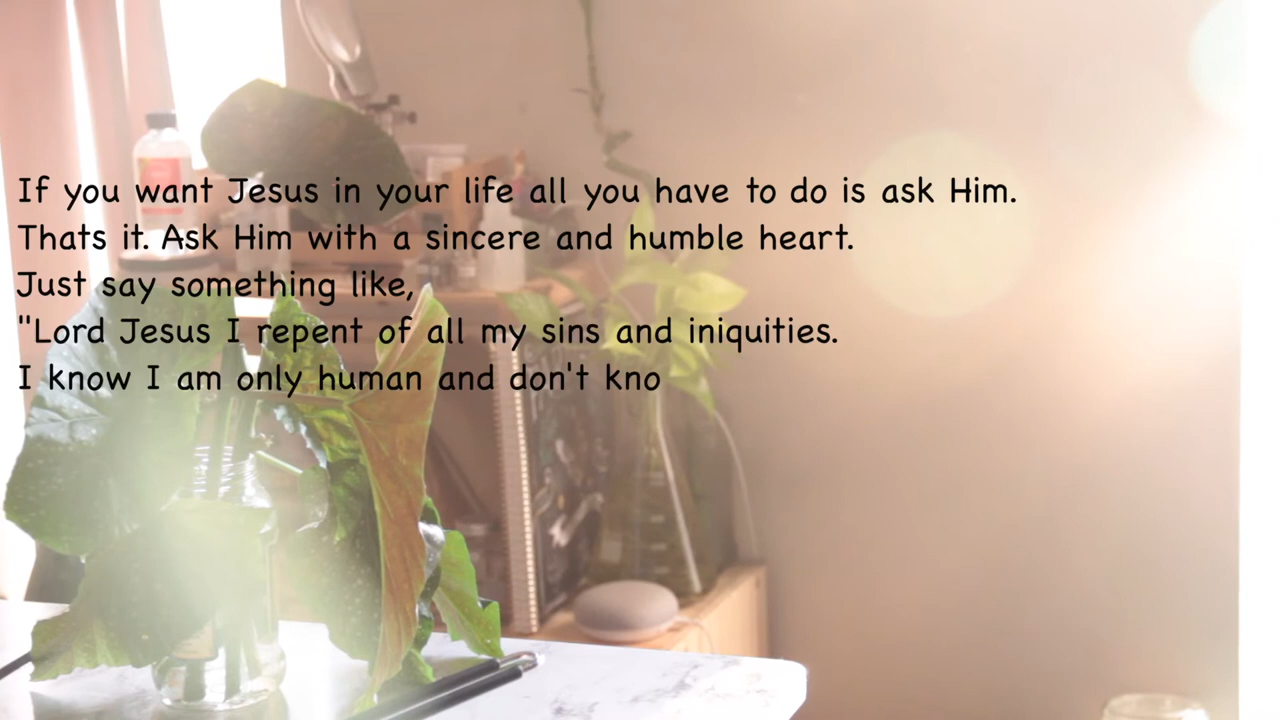 If you want Jesus in your life all you have to do is ask Him.
Thats it. Ask Him with a sincere and humble heart.
Just say something like,
"Lord Jesus I repent of all my sins and iniquities.
I know I am only human and don't kno